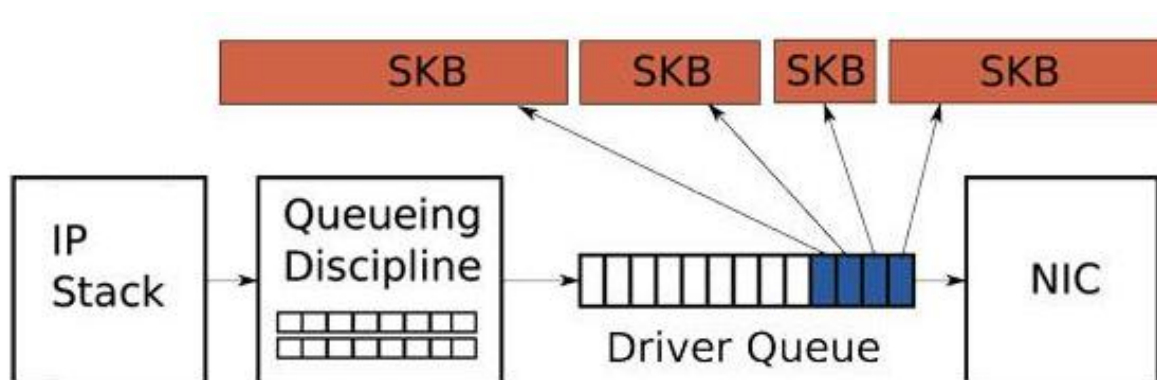 SKB
SKB
SKB
SKB
IP
Stack
Queueing
Discipline
Driver Queue
NIC